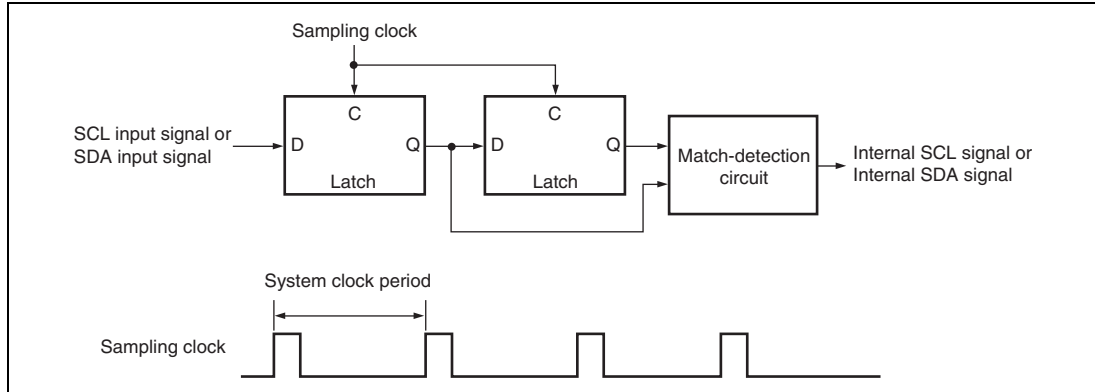 Sampling clock
C
C
SCL input signal or
SDA input signal
D
Q
D
Q
Latch
Latch
Match-detection
circuit
Internal SCL signal or
Internal SDA signal
System clock period
Sampling clock